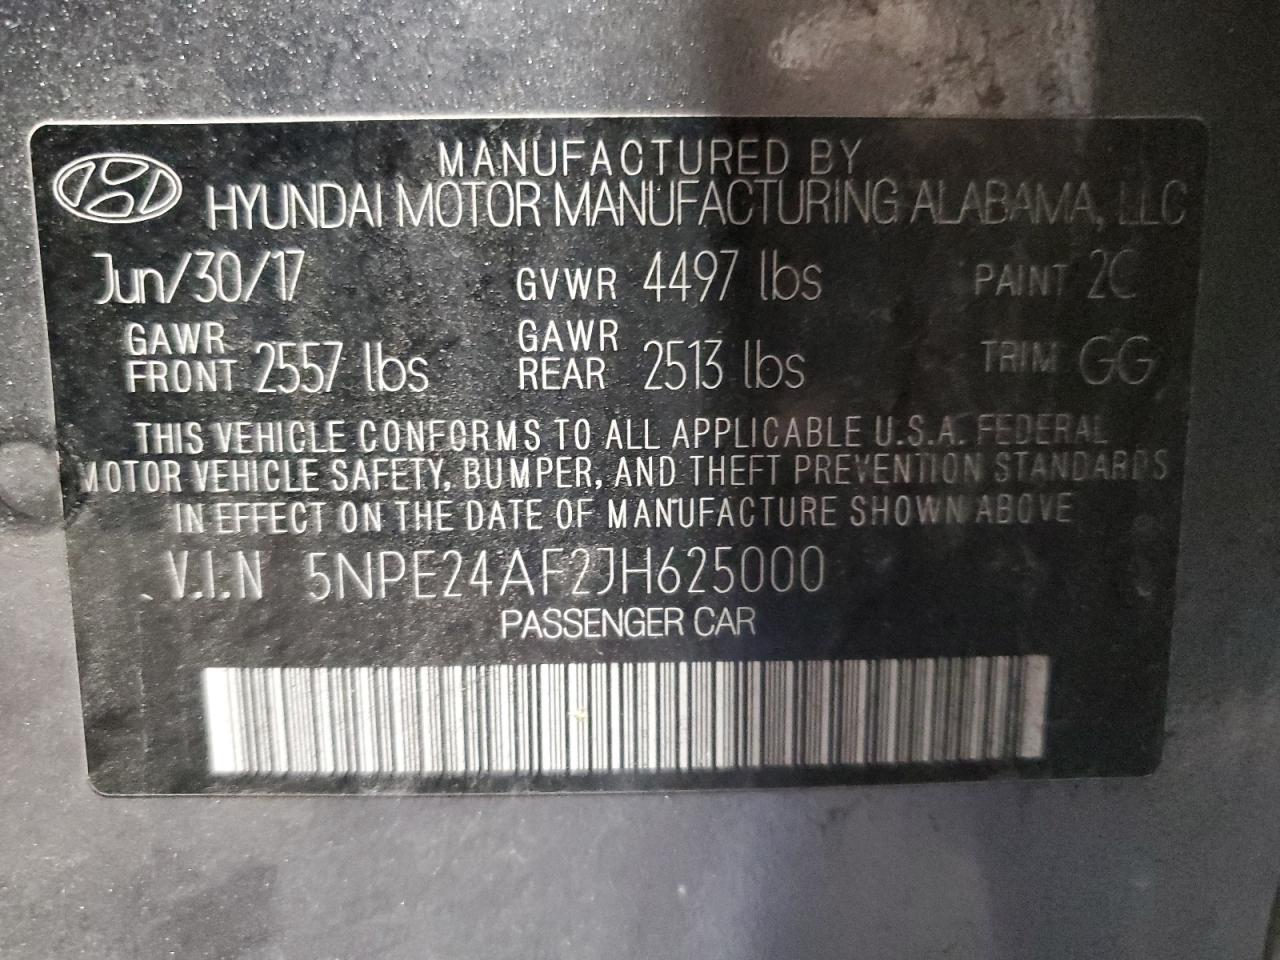 MANUFACTURED BY
HYUNDAI MOTOR MANUFACTURING ALABAMA, LLC
Jun/30/17 GVWR 4497 lbs PAINT 2C
GAWR FRONT 2557 lbs GAWR REAR 2513 lbs TRIM GG
THIS VEHICLE CONFORMS TO ALL APPLICABLE U.S.A. FEDERAL
MOTOR VEHICLE SAFETY, BUMPER, AND THEFT PREVENTION STANDARDS
IN EFFECT ON THE DATE OF MANUFACTURE SHOWN ABOVE
V.I.N 5NPE24AF2JH625000
PASSENGER CAR